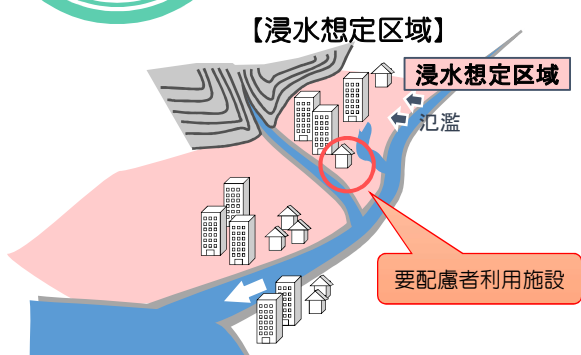 【浸水想定区域】
浸水想定区域
氾濫
要配慮者利用施設